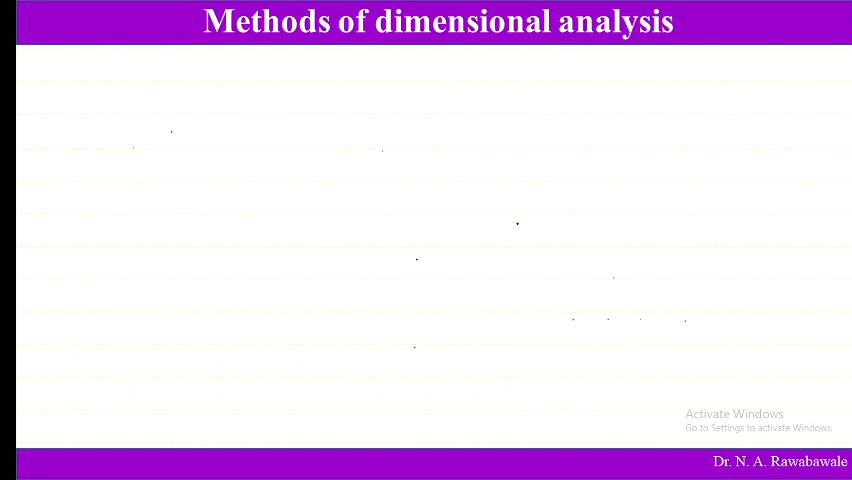 Methods of dimensional analysis
Activate Windows
Go to Settings to activate Windows.
Dr. N. A. Rawabawale